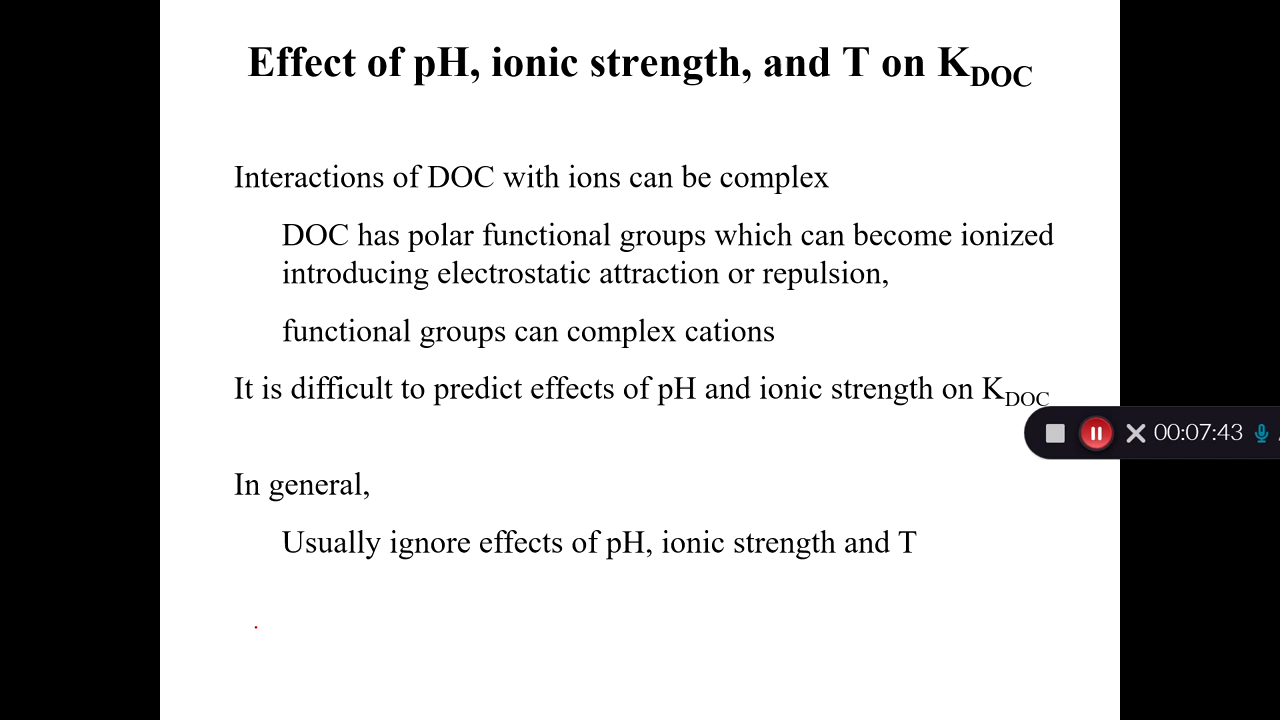 Effect of pH, ionic strength, and T on KDOC
Interactions of DOC with ions can be complex
DOC has polar functional groups which can become ionized
introducing electrostatic attraction or repulsion,
functional groups can complex cations
It is difficult to predict effects of pH and ionic strength on KDOC
00:07:43
In general,
Usually ignore effects of pH, ionic strength and T